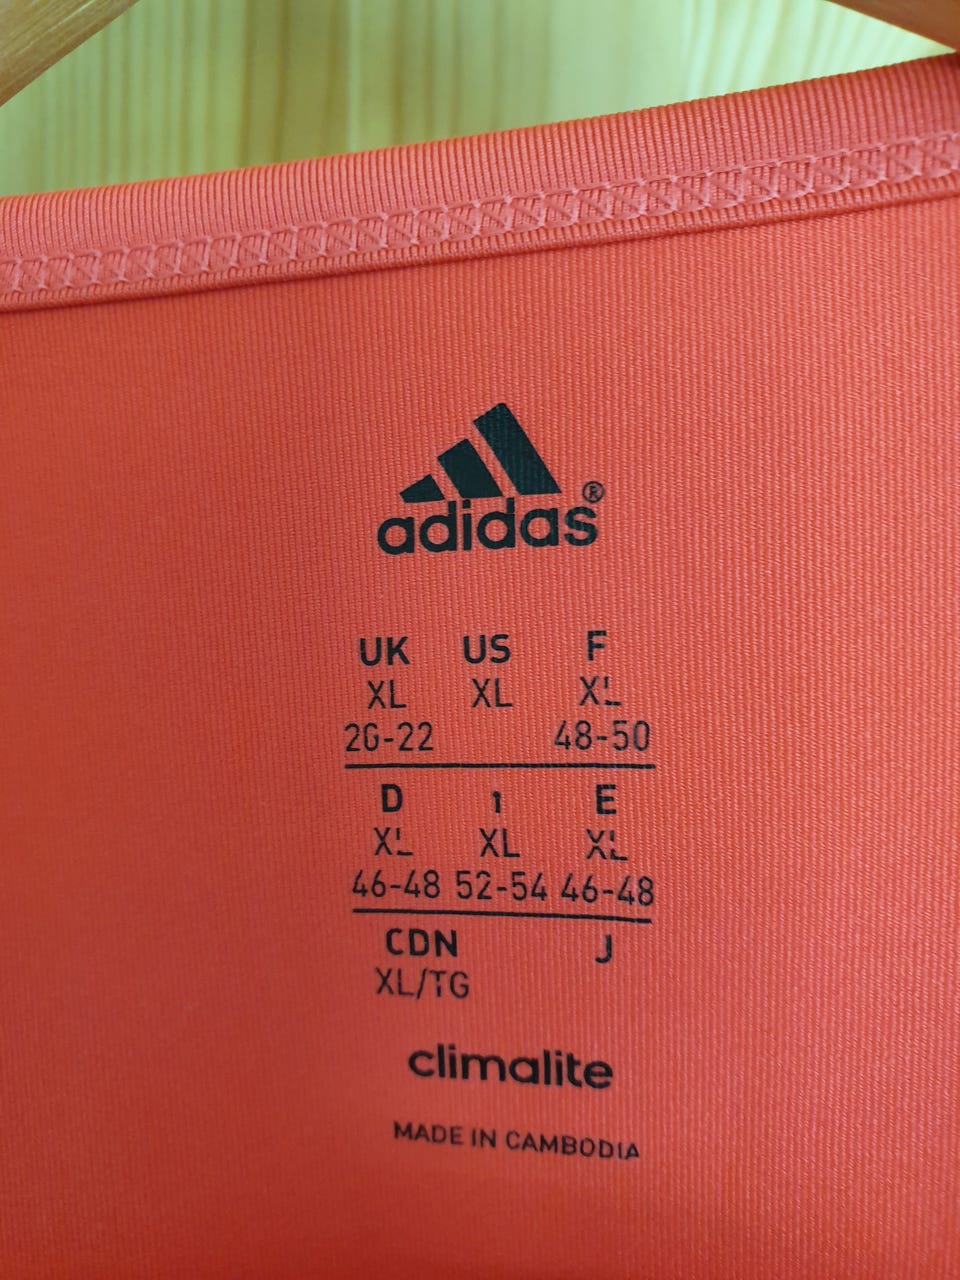 adidas®
UK US F
XL XL XL
20-22 48-50
D I E
XL XL XL
46-48 52-54 46-48
CDN J
XL/TG
climalite
MADE IN CAMBODIA